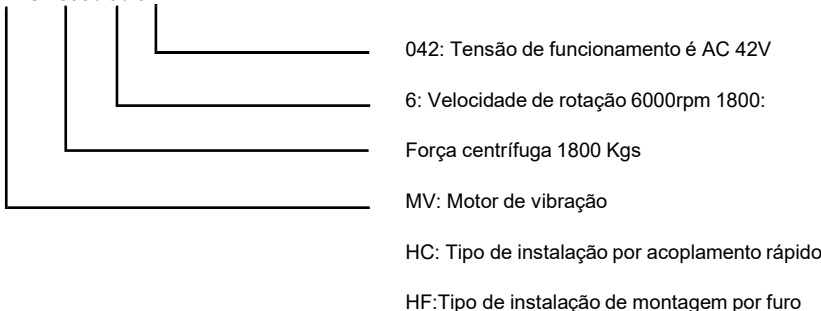 042: Tensão de funcionamento é AC 42V
6: Velocidade de rotação 6000rpm 1800:
Força centrífuga 1800 Kgs
MV: Motor de vibração
HC: Tipo de instalação por acoplamento rápido
HF:Tipo de instalação de montagem por furo